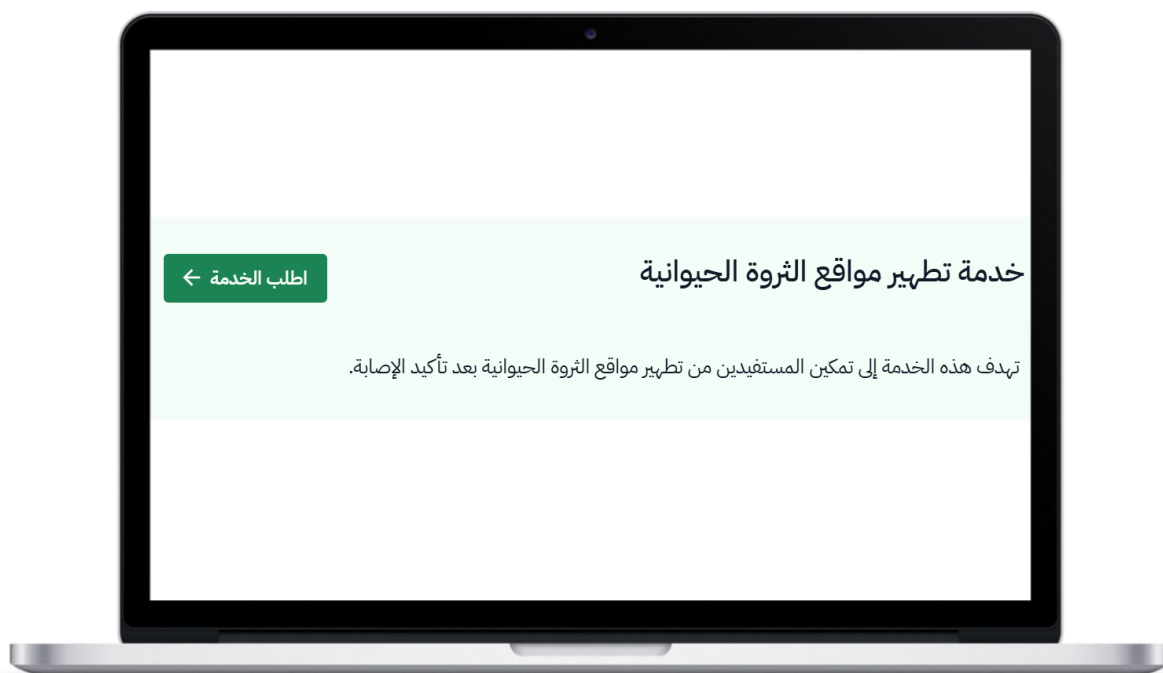 خدمة تطهير مواقع الثروة الحيوانية
اطلب الخدمة ←
تهدف هذه الخدمة إلى تمكين المستفيدين من تطهير مواقع الثروة الحيوانية بعد تأكيد الإصابة.